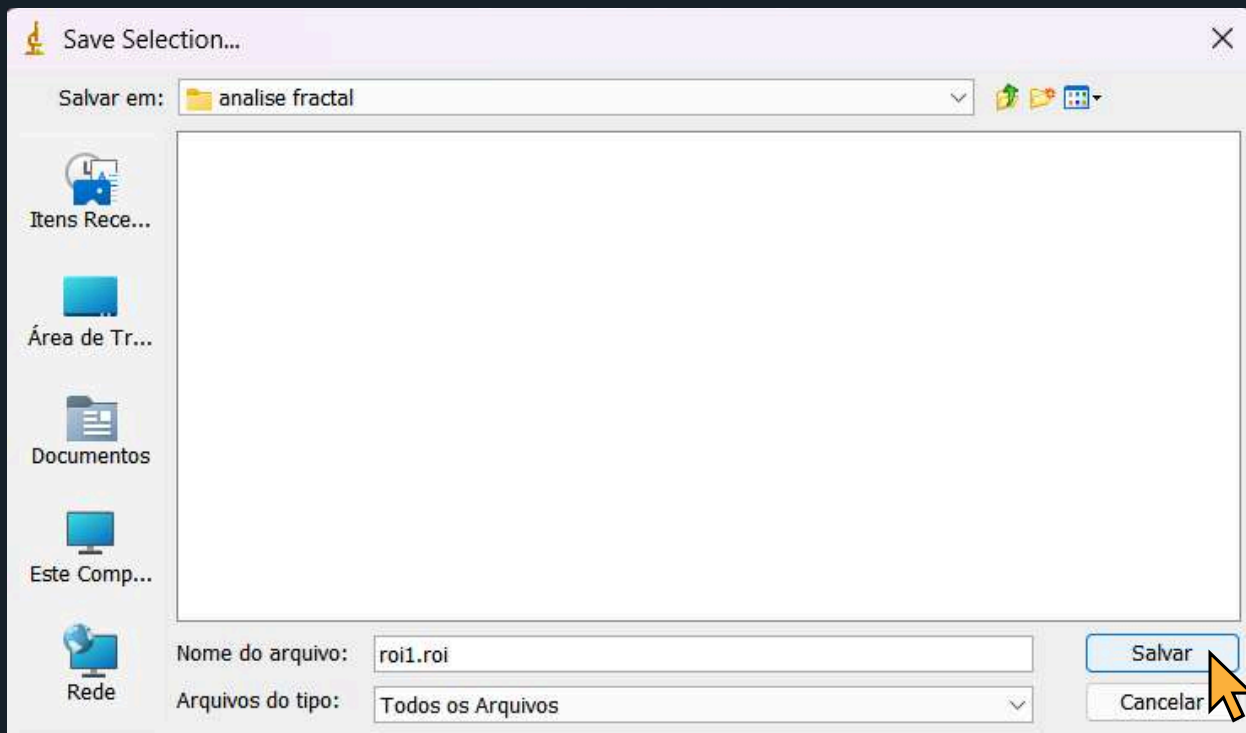 Save Selection...
Salvar em: analise fractal
Itens Rece...
Área de Tr...
Documentos
Este Comp...
Rede
Nome do arquivo: roi1.roi
Salvar
Arquivos do tipo: Todos os Arquivos
Cancelar